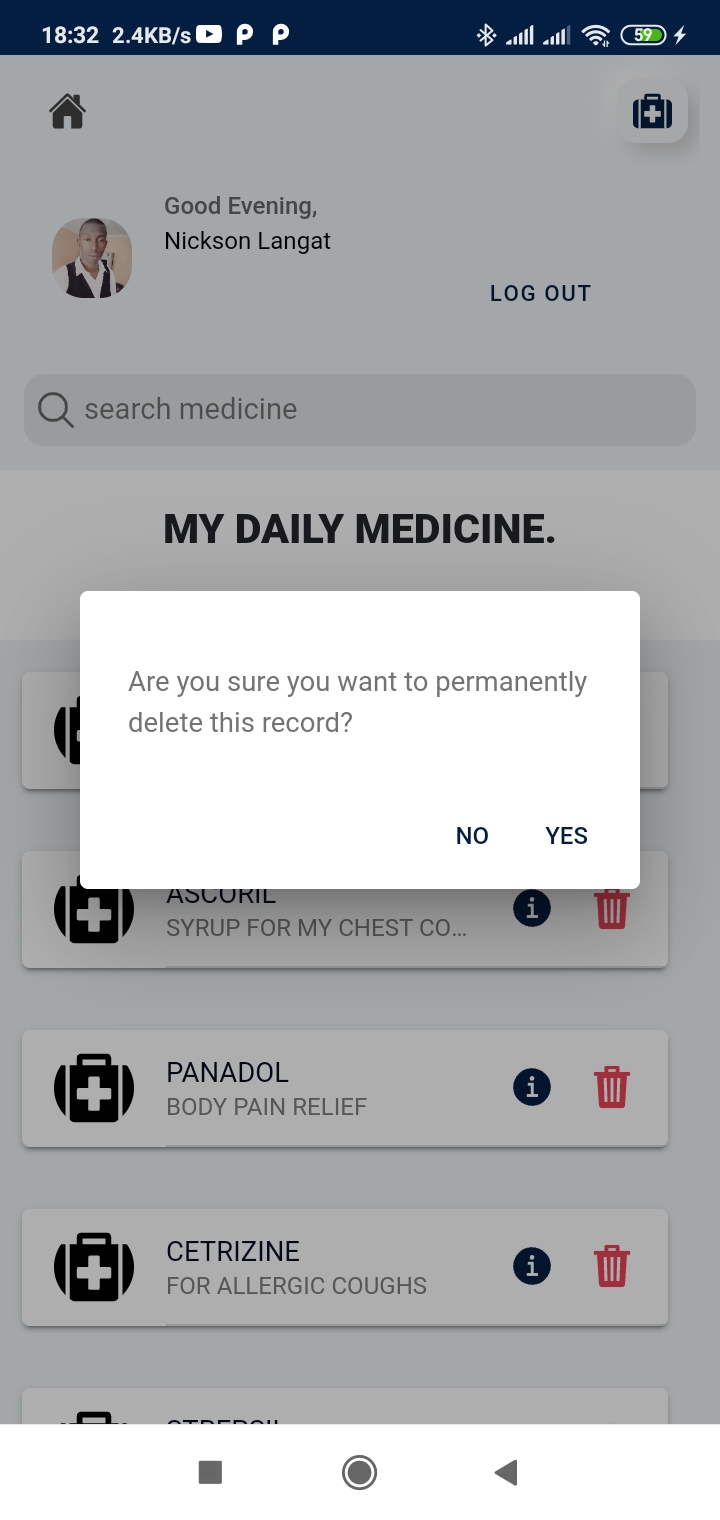 18:32 2.4KB/s 59
Good Evening,
Nickson Langat
LOG OUT
search medicine
MY DAILY MEDICINE.
Are you sure you want to permanently
delete this record?
NO YES
ASCORIL
SYRUP FOR MY CHEST CO...
PANADOL
BODY PAIN RELIEF
CETRIZINE
FOR ALLERGIC COUGHS